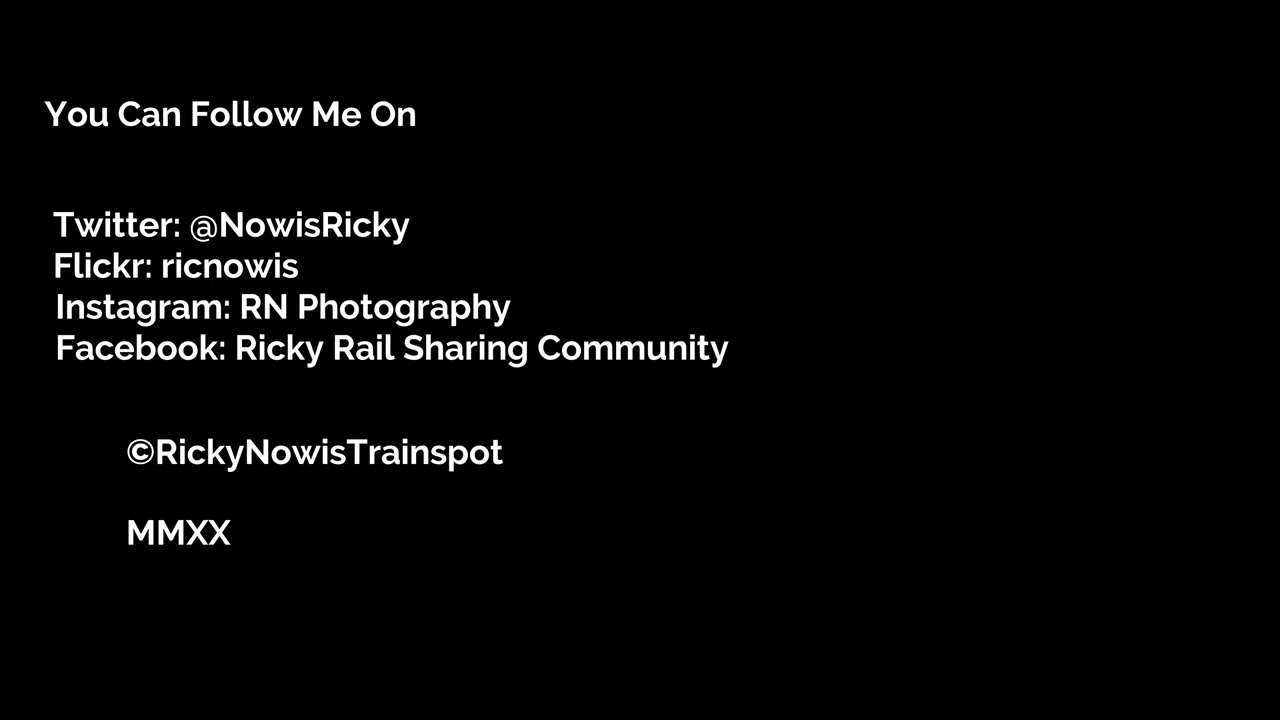 You Can Follow Me On
Twitter: @NowisRicky
Flickr: ricnowis
Instagram: RN Photography
Facebook: Ricky Rail Sharing Community
©RickyNowisTrainspot
MMXX